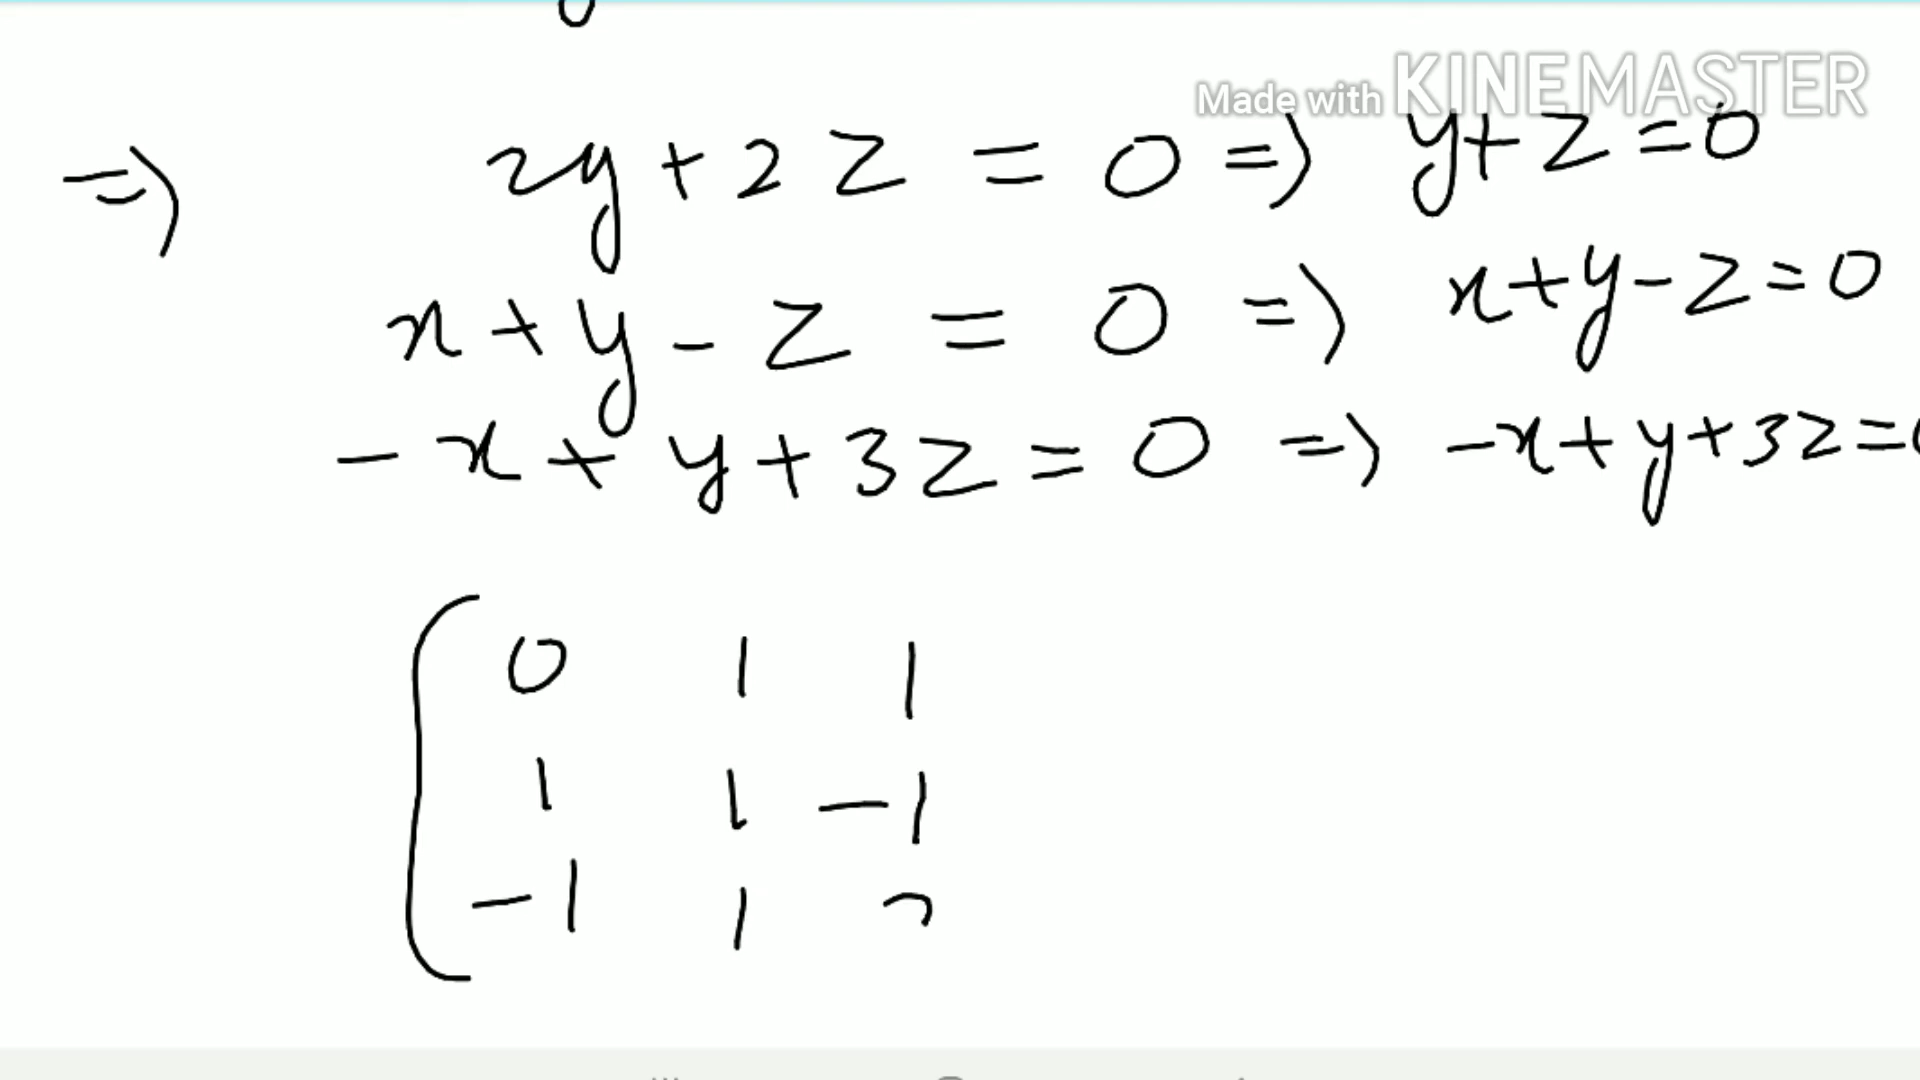 Made with KINEMASTER
=> 2y + 2z = 0 => y+z=0
x + y - z = 0 => x+y-z=0
-x + y + 3z = 0 => -x+y+3z=
0 1 1
1 1 -1
-1 1